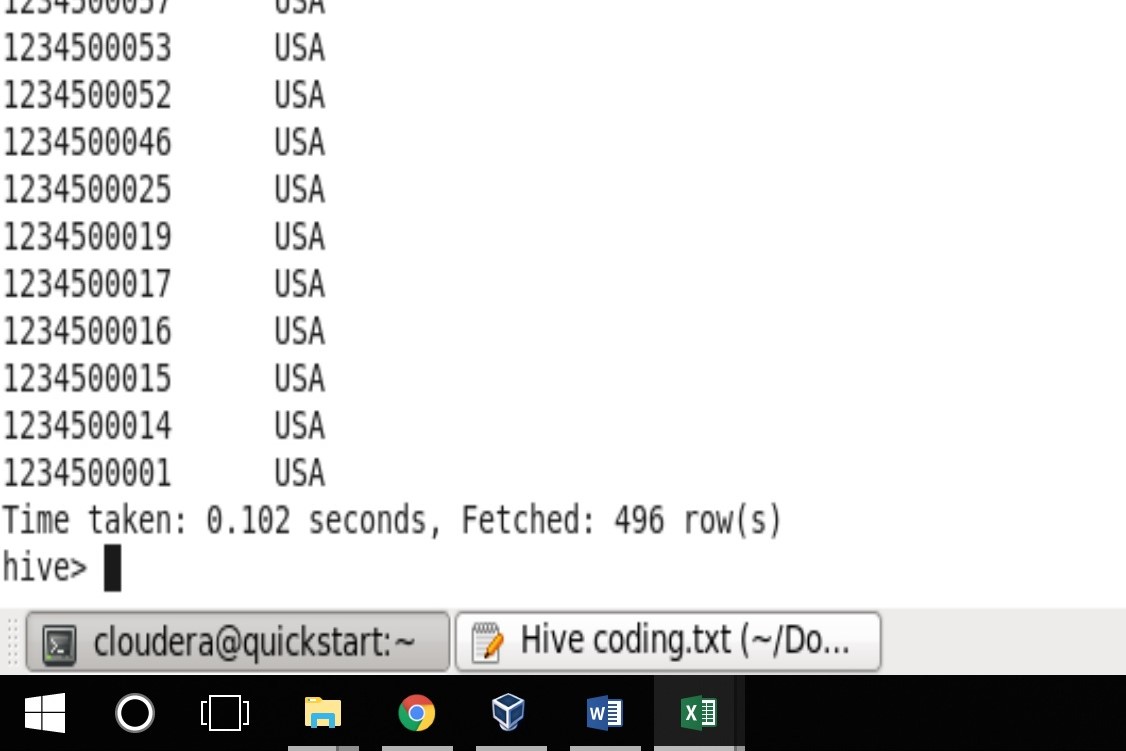 1234500057 USA
1234500053 USA
1234500052 USA
1234500046 USA
1234500025 USA
1234500019 USA
1234500017 USA
1234500016 USA
1234500015 USA
1234500014 USA
1234500001 USA
Time taken: 0.102 seconds, Fetched: 496 row(s)
hive>
cloudera@quickstart:~ Hive coding.txt (~/Do...